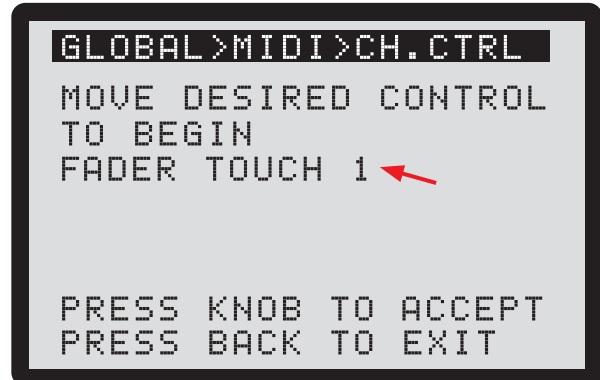 GLOBAL>MIDI>CH.CTRL
MOVE DESIRED CONTROL
TO BEGIN
FADER TOUCH 1
PRESS KNOB TO ACCEPT
PRESS BACK TO EXIT